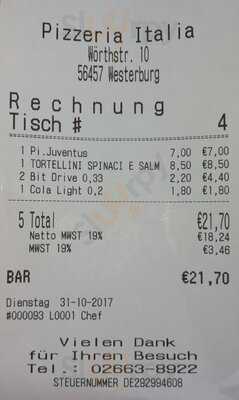 Pizzeria Italia
Wörthstr. 10
56457 Westerburg
Rechnung
Tisch # 4
1 Pi.Juventus 7,00 €7,00
1 TORTELLINI SPINACI E SALM 8,50 €8,50
2 Bit Drive 0,33 2,20 €4,40
1 Cola Light 0,2 1,80 €1,80
5 Total €21,70
Netto MWST 19% €18,24
MWST 19% €3,46
BAR €21,70
Dienstag 31-10-2017
#000093 L0001 Chef
Vielen Dank
für Ihren Besuch
Tel.: 02663-8922
STEUERNUMMER DE292994608